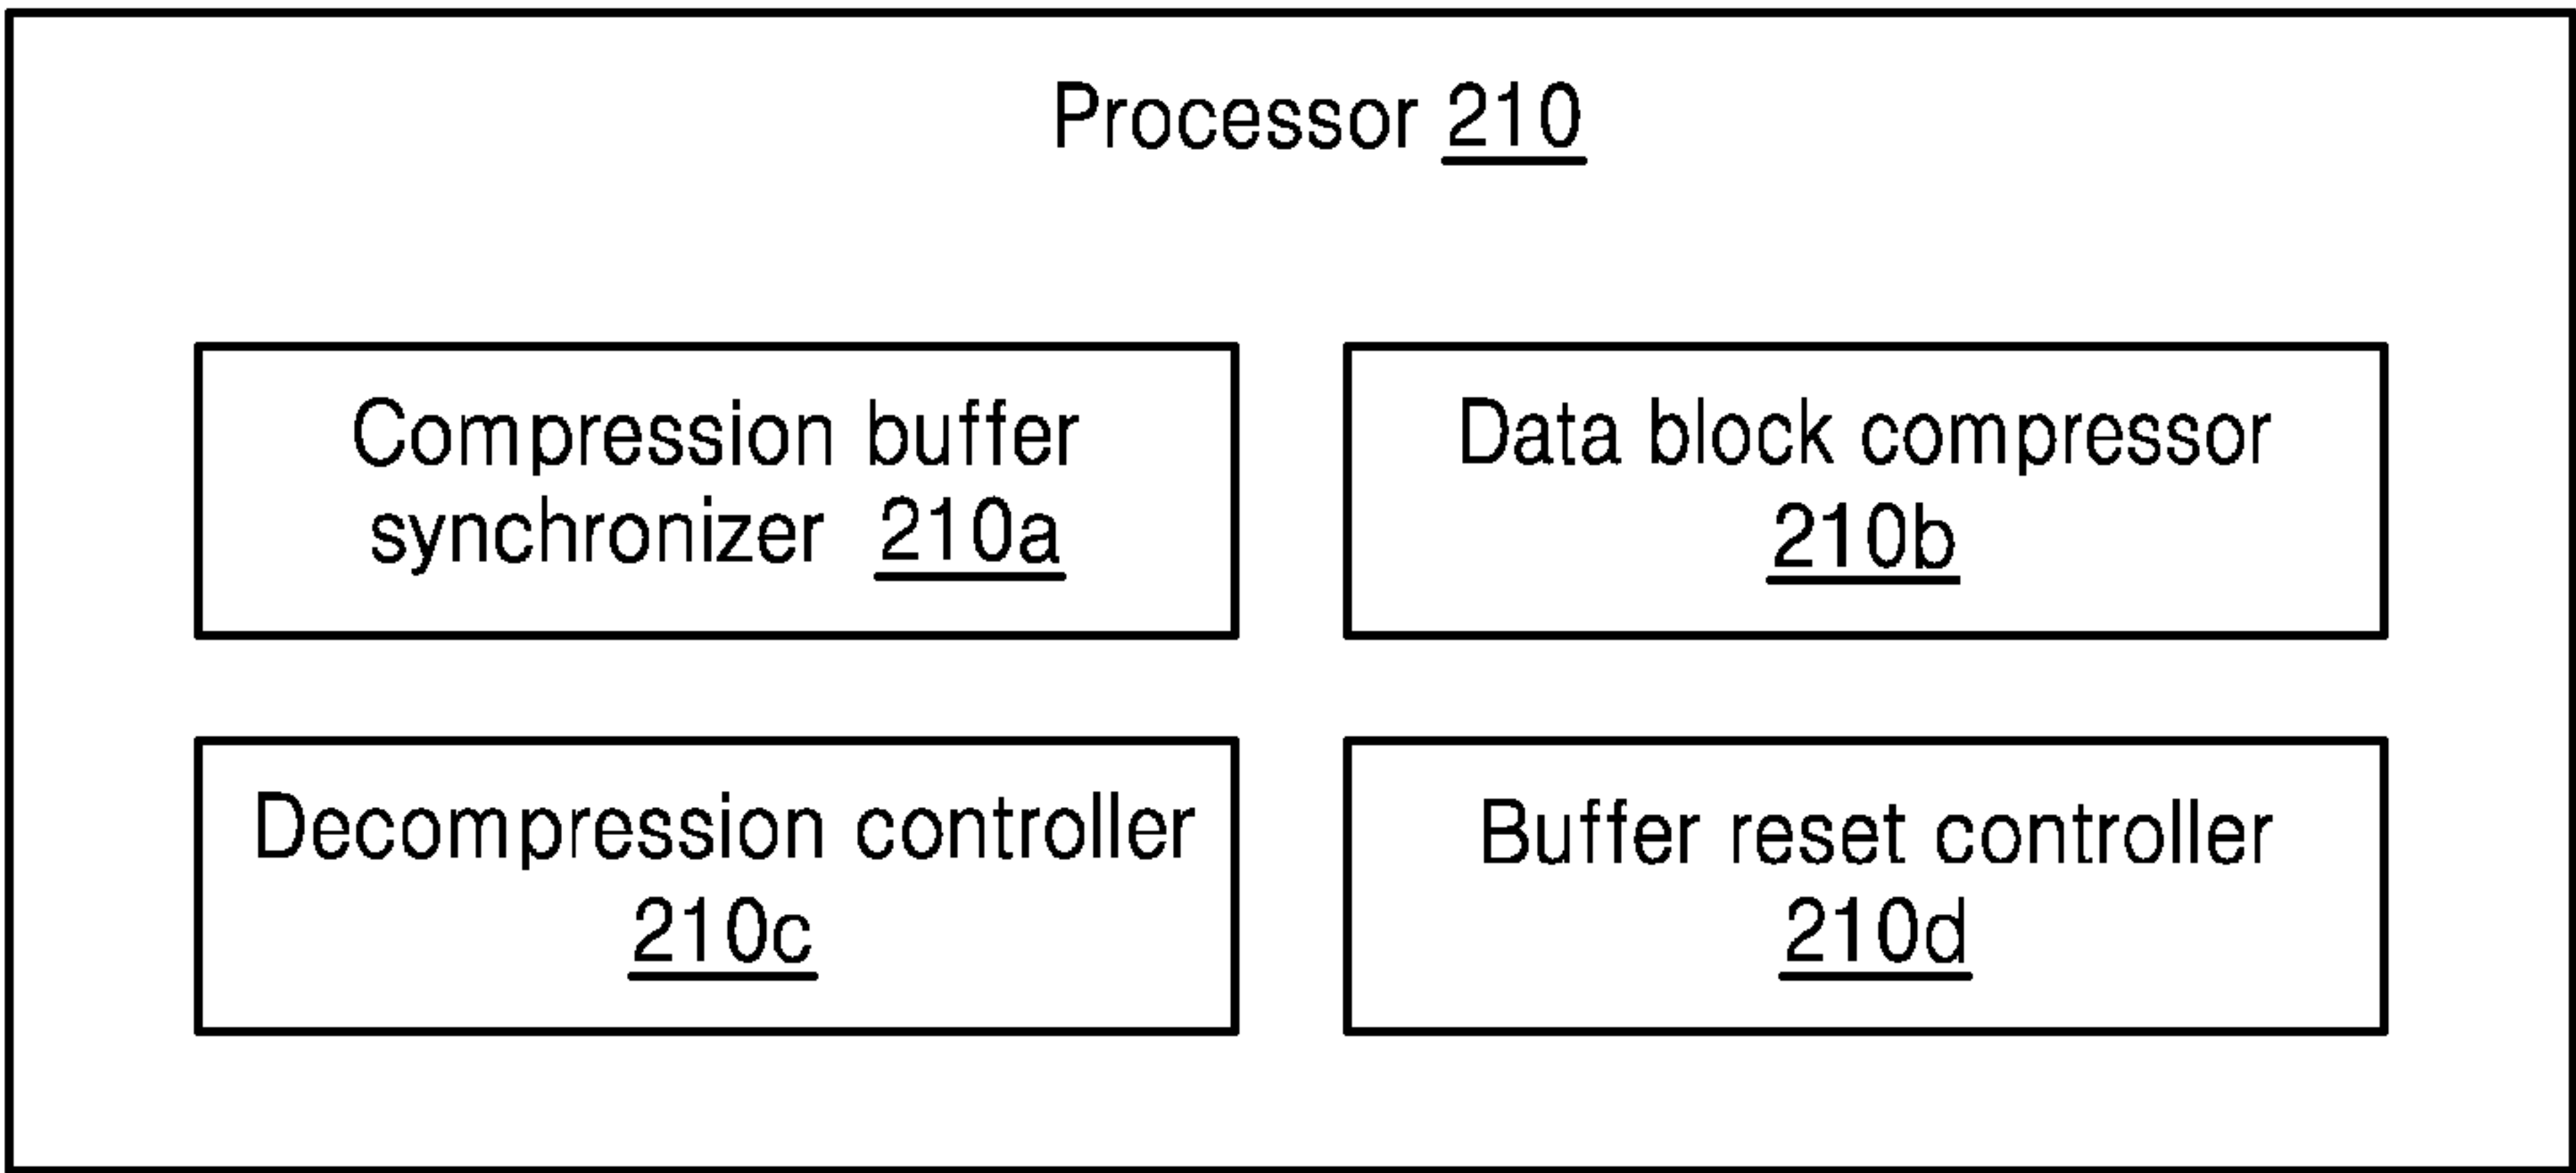 Processor 210
Compression buffer
synchronizer 210a
Data block compressor
210b
Decompression controller
210c
Buffer reset controller
210d